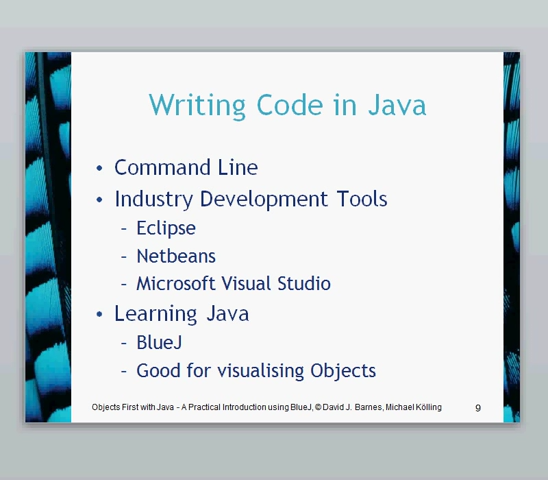 Writing Code in Java
• Command Line
• Industry Development Tools
– Eclipse
– Netbeans
– Microsoft Visual Studio
• Learning Java
– BlueJ
– Good for visualising Objects
Objects First with Java - A Practical Introduction using BlueJ, © David J. Barnes, Michael Kölling 9